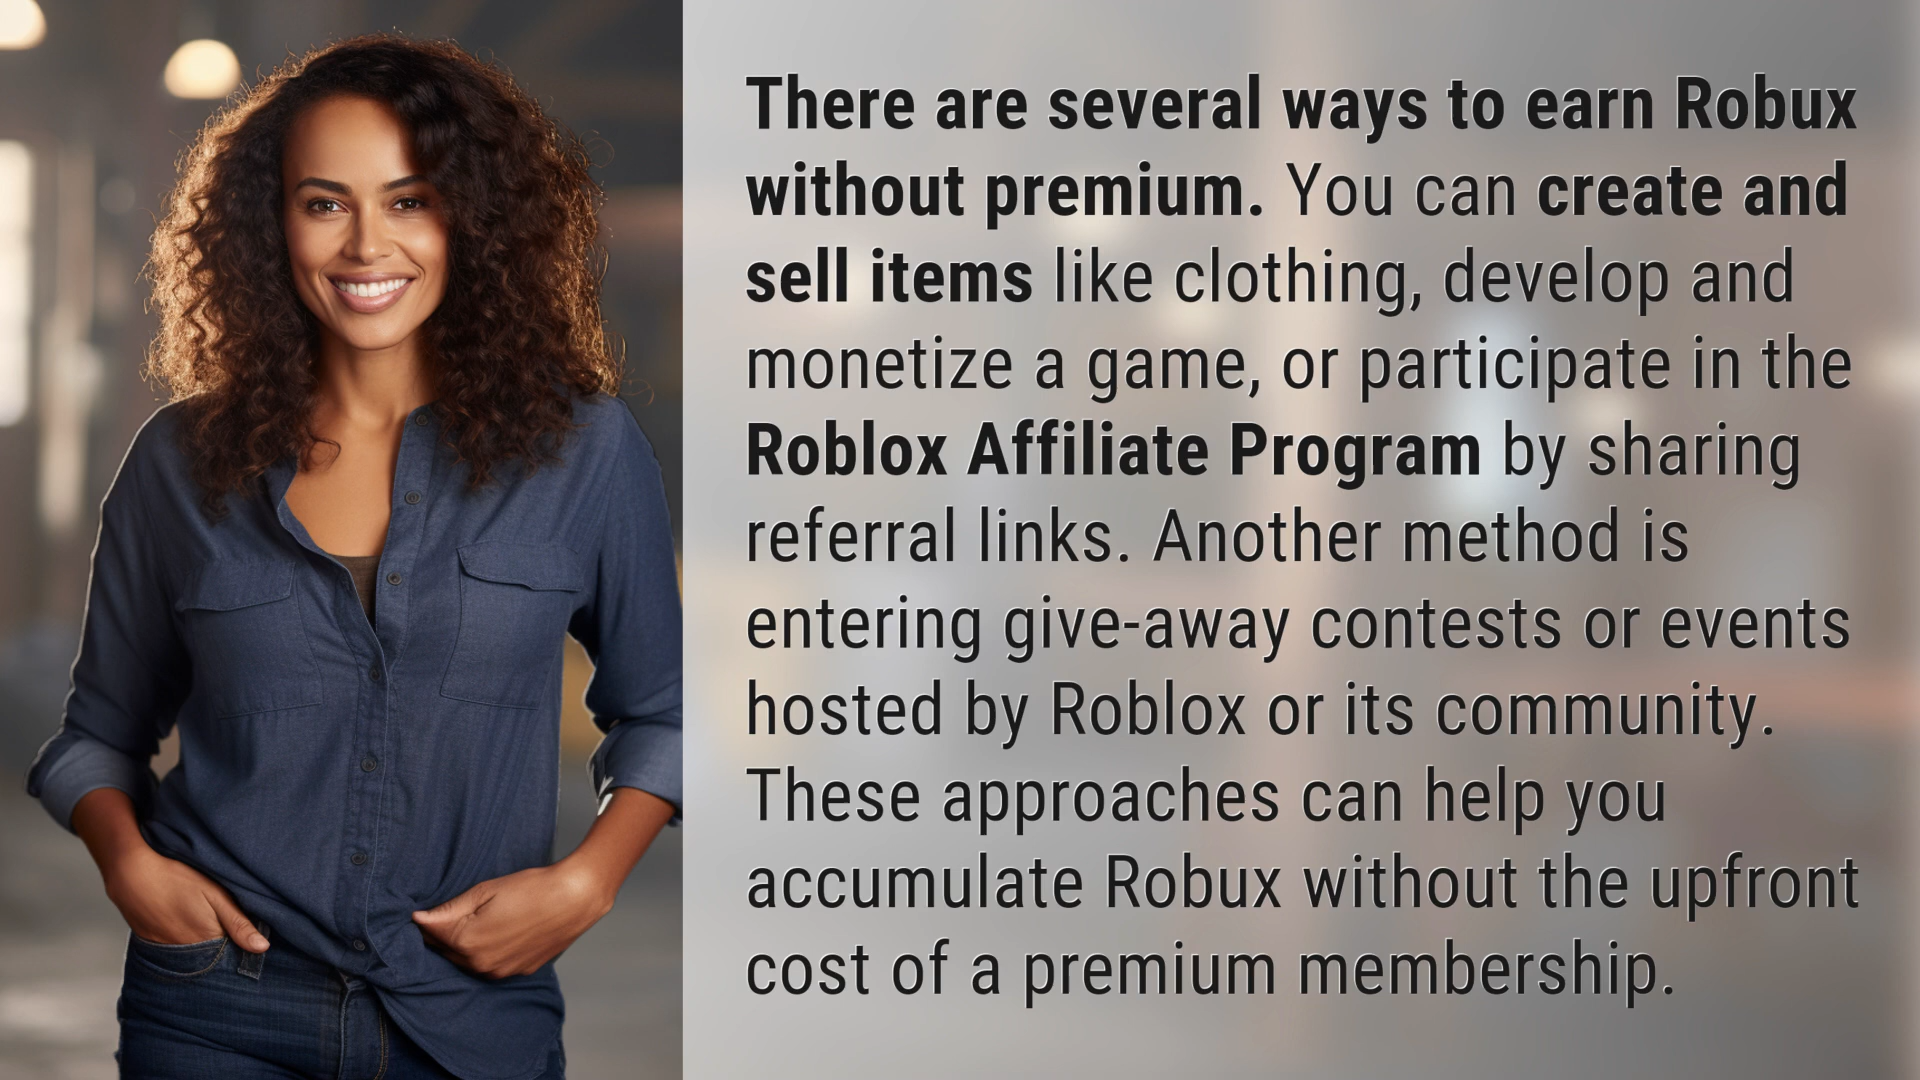 There are several ways to earn Robux
without premium. You can create and
sell items like clothing, develop and
monetize a game, or participate in the
Roblox Affiliate Program by sharing
referral links. Another method is
entering give-away contests or events
hosted by Roblox or its community.
These approaches can help you
accumulate Robux without the upfront
cost of a premium membership.